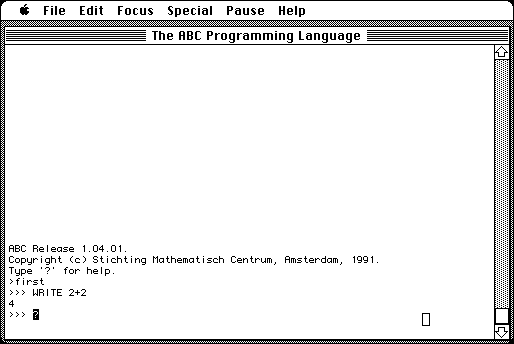 File Edit Focus Special Pause Help
The ABC Programming Language
ABC Release 1.04.01.
Copyright (c) Stichting Mathematisch Centrum, Amsterdam, 1991.
Type '?' for help.
>first
>>> WRITE 2+2
4
>>> ?